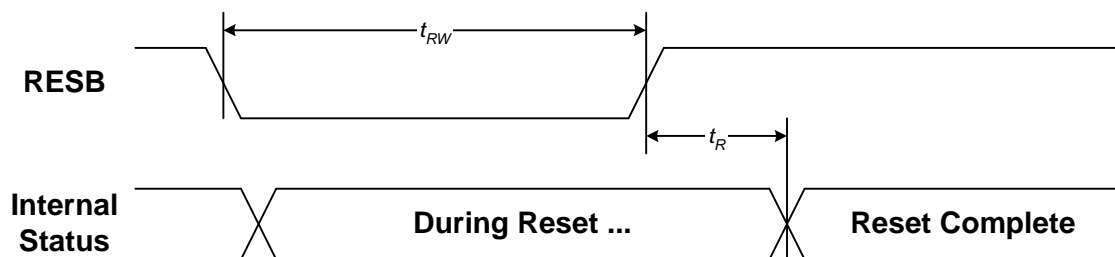 t_RW
RESB
t_R
Internal
Status
During Reset ...
Reset Complete